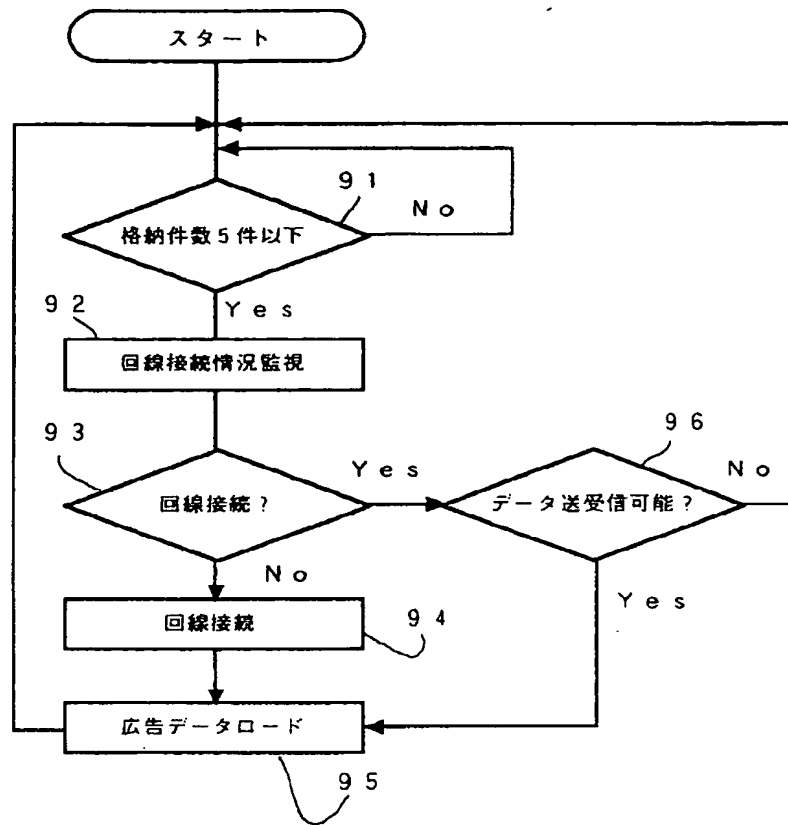 スタート
91
格納件数5件以下
No
Yes
92
回線接続情況監視
93
回線接続?
Yes
96
データ送受信可能?
No
No
Yes
回線接続
94
広告データロード
95